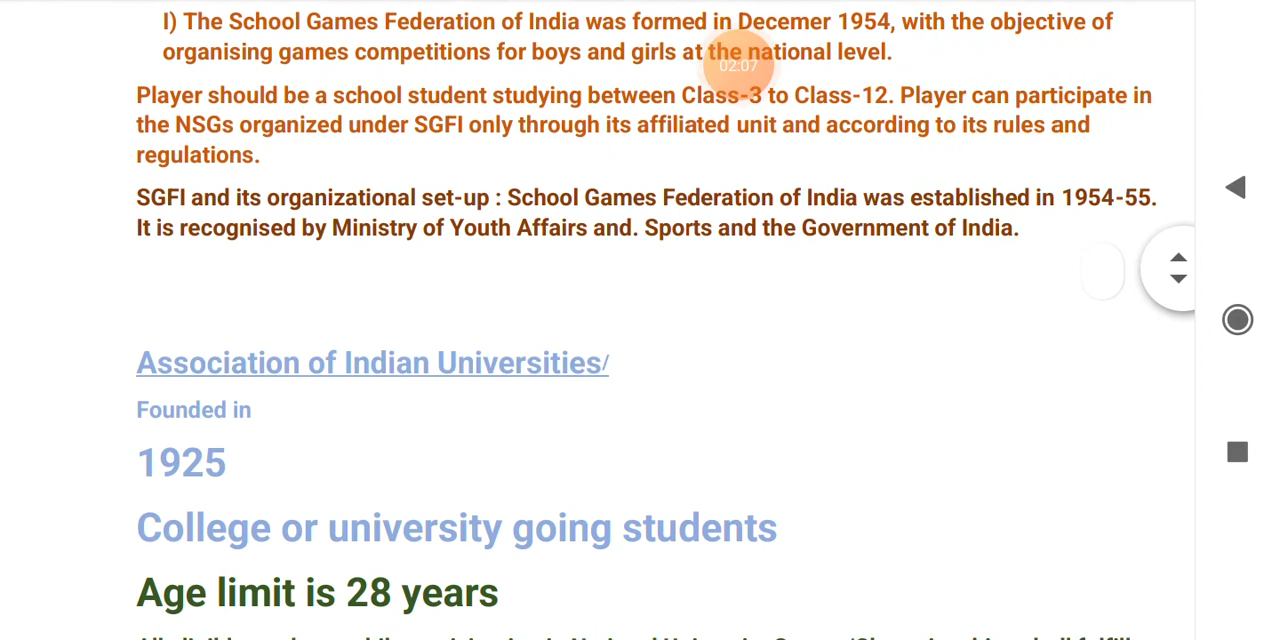 I) The School Games Federation of India was formed in Decemer 1954, with the objective of
organising games competitions for boys and girls at the national level.
02:07
Player should be a school student studying between Class-3 to Class-12. Player can participate in
the NSGs organized under SGFI only through its affiliated unit and according to its rules and
regulations.
SGFI and its organizational set-up : School Games Federation of India was established in 1954-55.
It is recognised by Ministry of Youth Affairs and. Sports and the Government of India.
Association of Indian Universities/
Founded in
1925
College or university going students
Age limit is 28 years